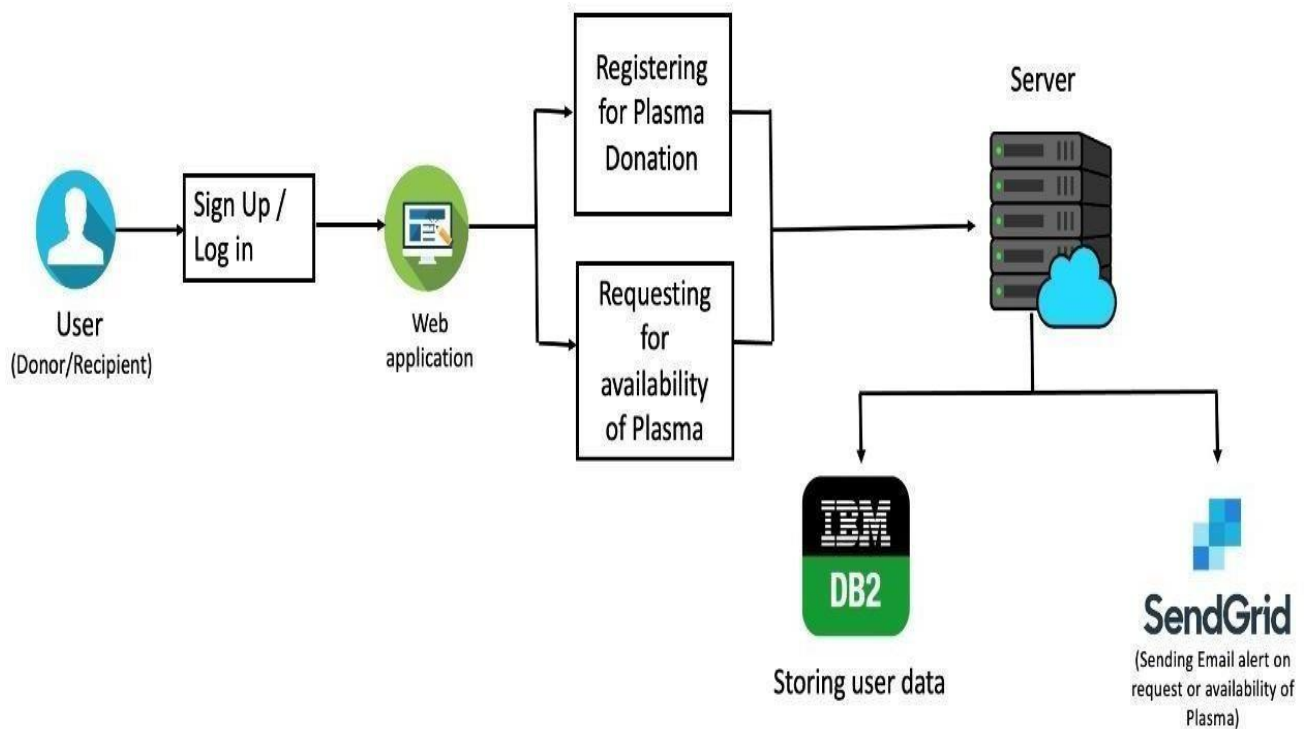 User
(Donor/Recipient)
Sign Up /
Log in
Web
application
Registering
for Plasma
Donation
Requesting
for
availability
of Plasma
Server
IBM
DB2
Storing user data
SendGrid
(Sending Email alert on
request or availability of
Plasma)